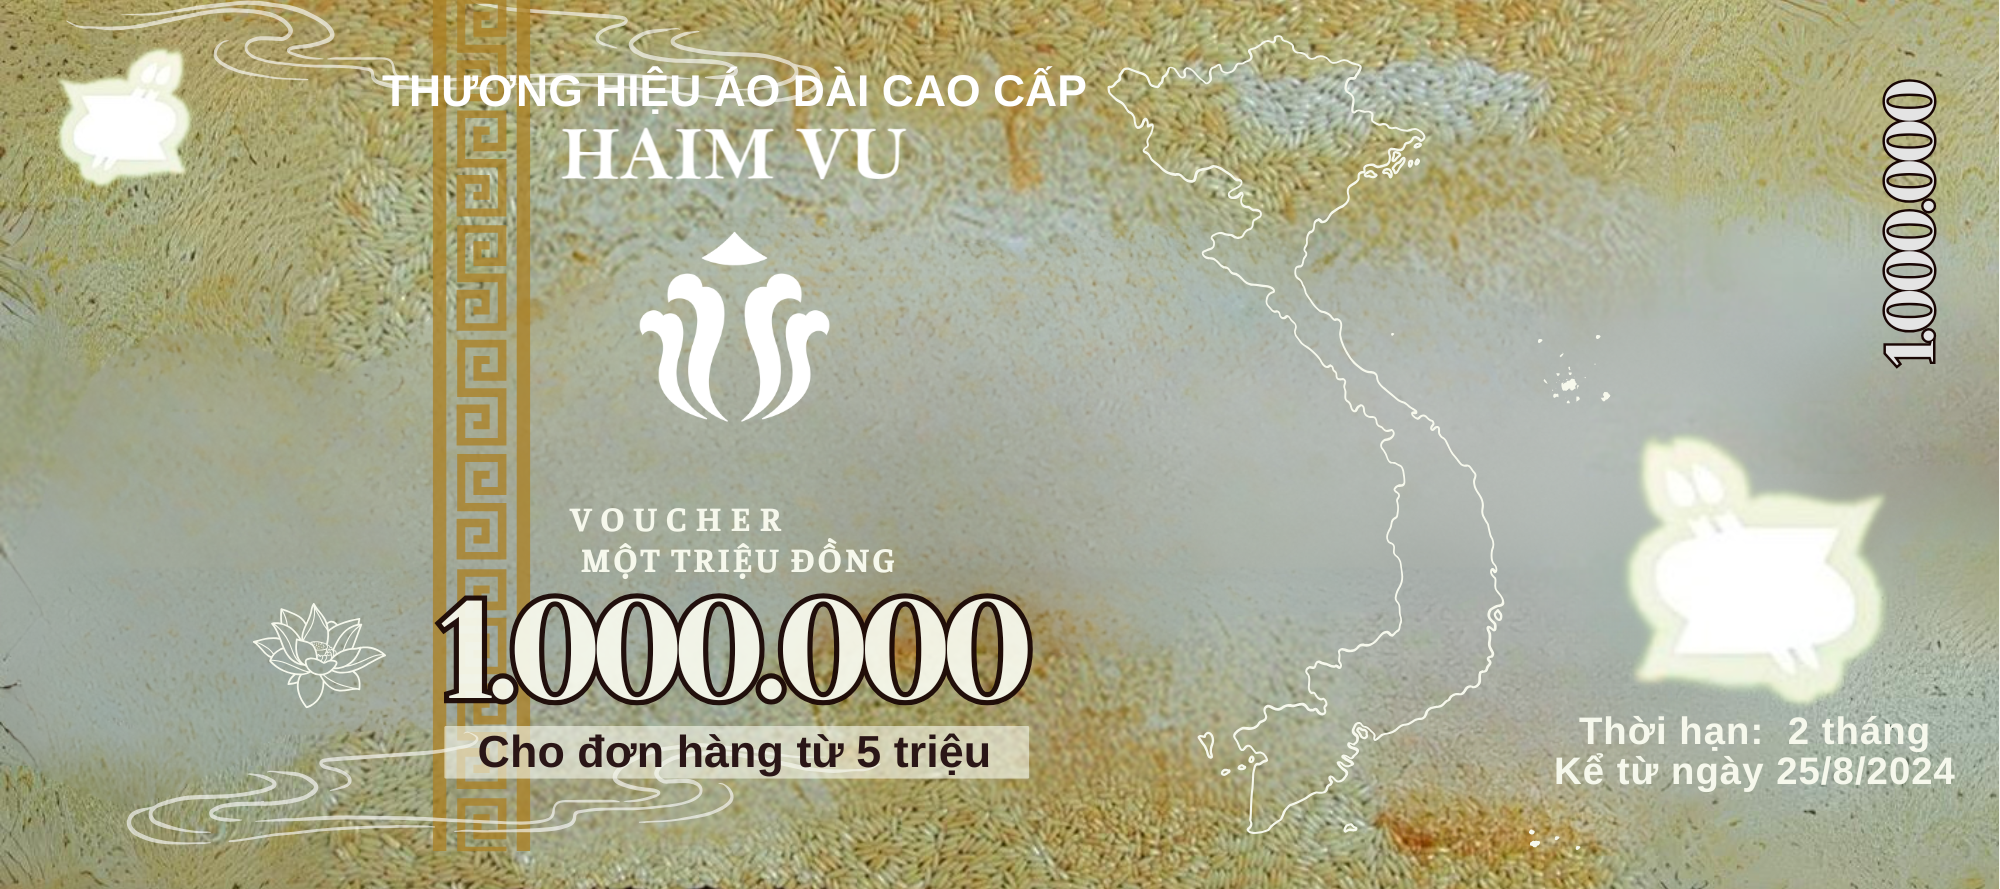 THƯƠNG HIỆU ÁO DÀI CAO CẤP
HAIM VU
VOUCHER
MỘT TRIỆU ĐỒNG
1.000.000
Cho đơn hàng từ 5 triệu
1.000.000
Thời hạn: 2 tháng
Kể từ ngày 25/8/2024